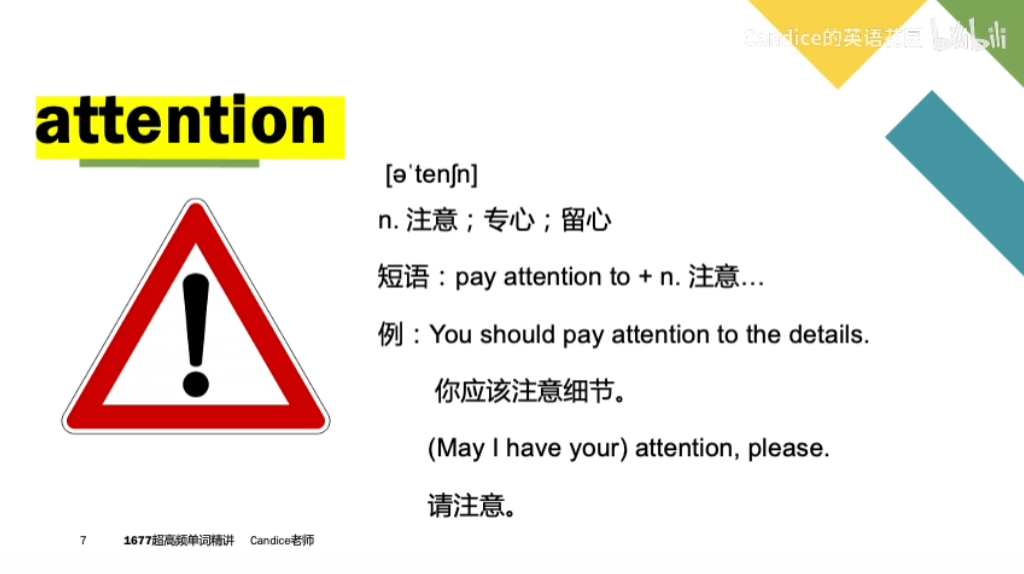 Candice的英语花园 bilibili
attention
[əˈtenʃn]
n. 注意；专心；留心
短语：pay attention to + n. 注意…
例：You should pay attention to the details.
你应该注意细节。
(May I have your) attention, please.
请注意。
7 1677超高频单词精讲 Candice老师